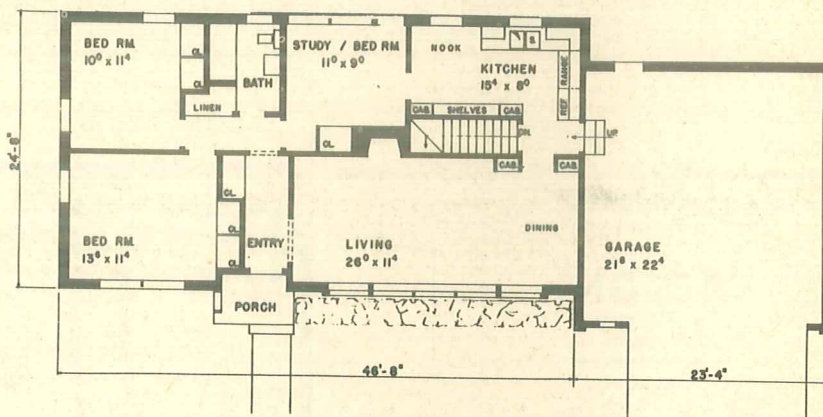 BED RM
10⁰ x 11⁴
CL
CL
LINEN
BATH
STUDY / BED RM
11⁰ x 9⁰
NOOK
KITCHEN
15⁴ x 8⁰
S.
REF RANGE
CAB. SHELVES CAB.
DN.
UP
CL
CAB.
CAB.
24'-8"
BED RM
13⁶ x 11⁴
CL
CL
CL
ENTRY
LIVING
26⁰ x 11⁴
DINING
GARAGE
21⁶ x 22⁴
PORCH
46'-8"
23'-4"